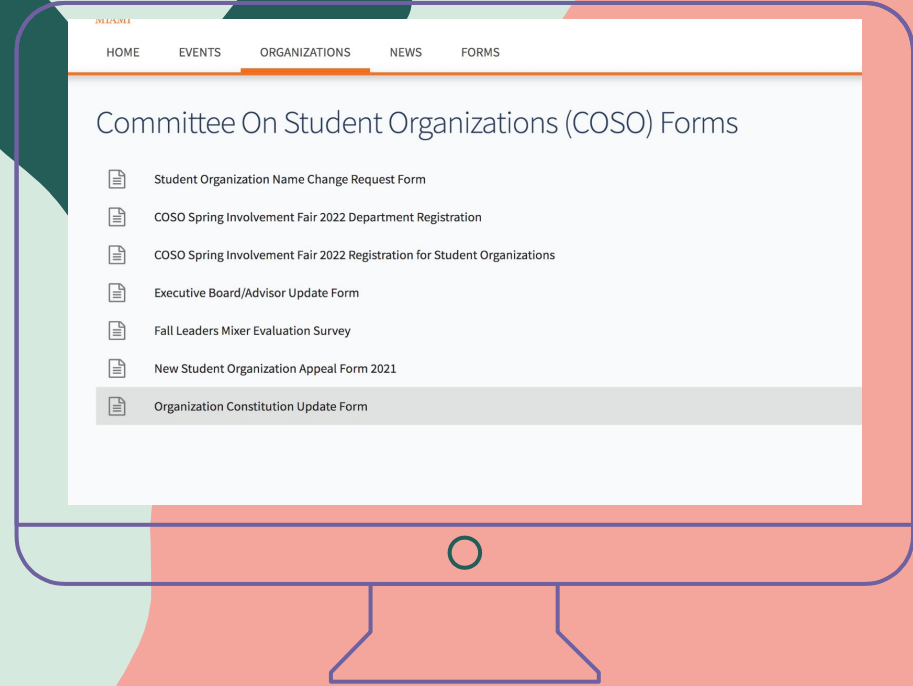 MIAMI
HOME EVENTS ORGANIZATIONS NEWS FORMS
Committee On Student Organizations (COSO) Forms
Student Organization Name Change Request Form
COSO Spring Involvement Fair 2022 Department Registration
COSO Spring Involvement Fair 2022 Registration for Student Organizations
Executive Board/Advisor Update Form
Fall Leaders Mixer Evaluation Survey
New Student Organization Appeal Form 2021
Organization Constitution Update Form